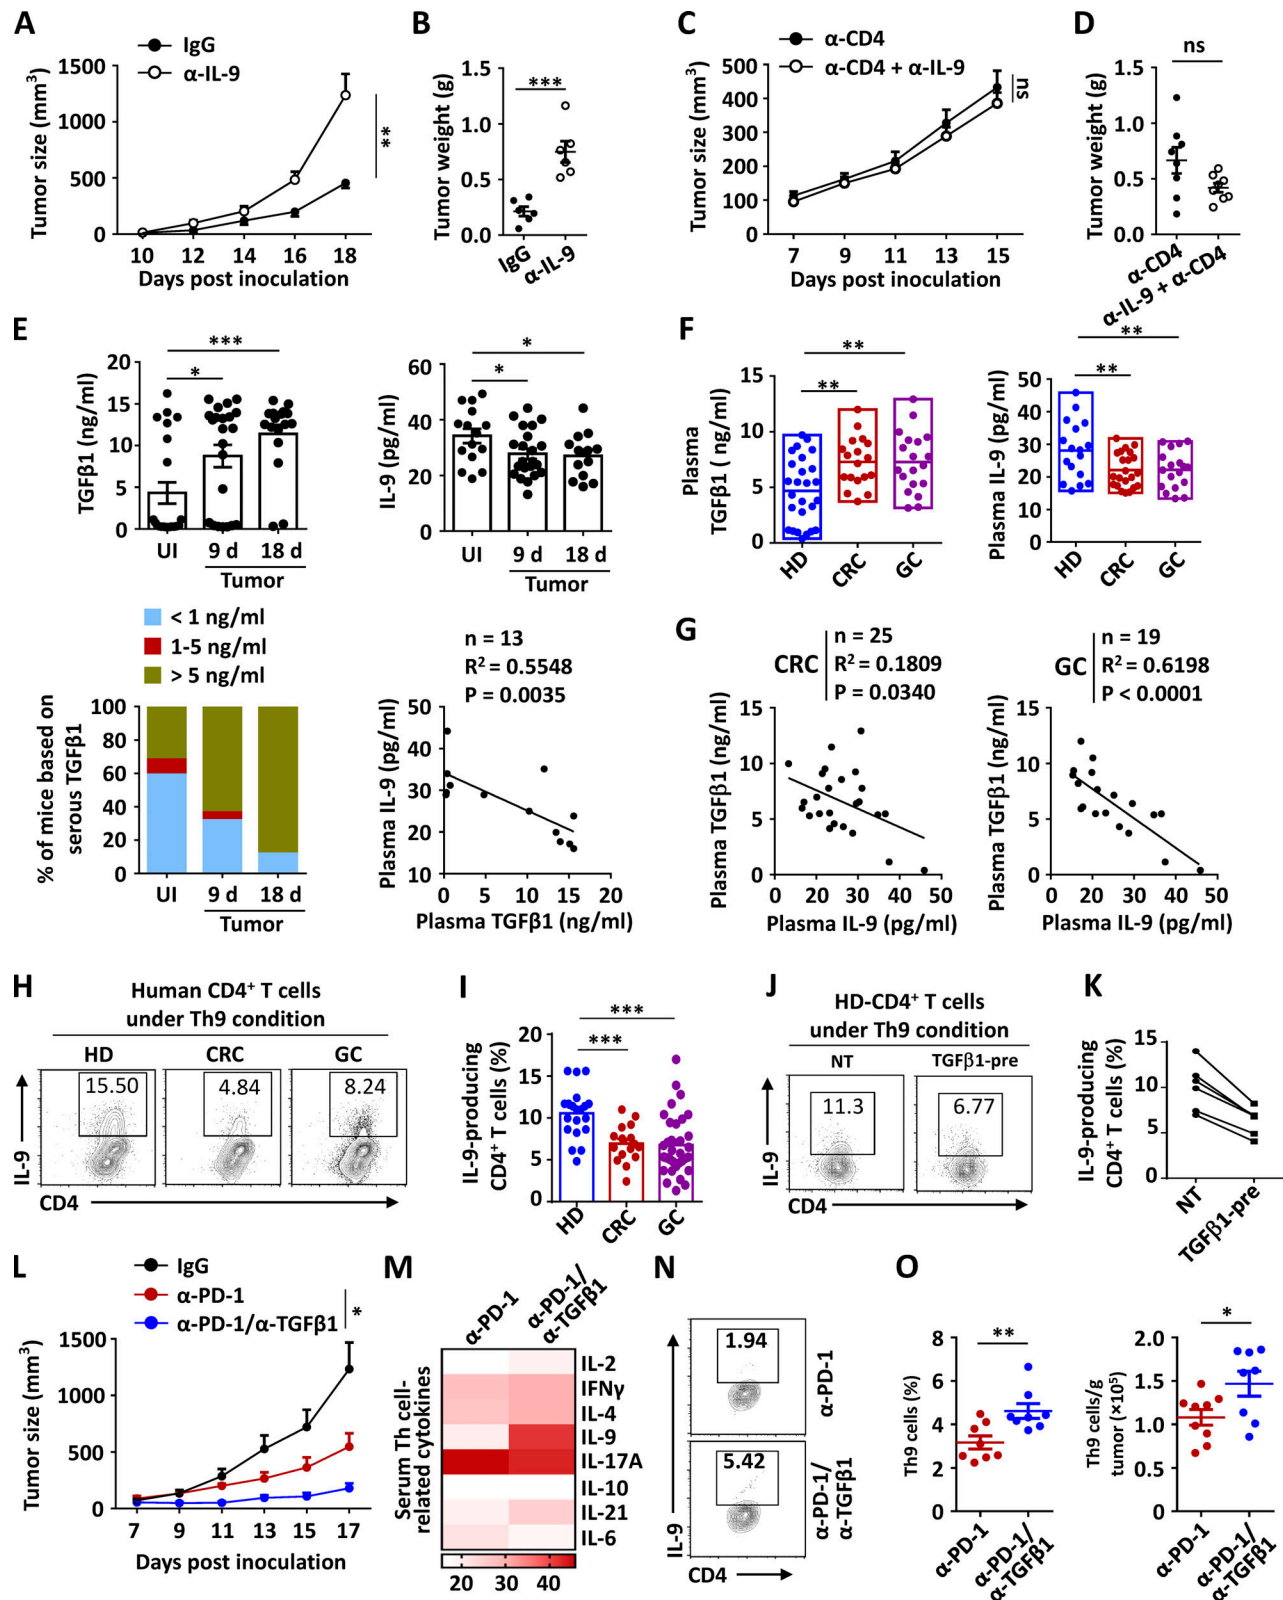 A
IgG
α-IL-9
Tumor size (mm³)
1500
1000
500
0
10 12 14 16 18
Days post inoculation
**
B
Tumor weight (g)
1.5
1.0
0.5
0.0
***
IgG
α-IL-9
C
α-CD4
α-CD4 + α-IL-9
Tumor size (mm³)
500
400
300
200
100
0
7 9 11 13 15
Days post inoculation
ns
D
ns
Tumor weight (g)
1.5
1.0
0.5
0.0
α-CD4
α-IL-9 + α-CD4
E
TGFβ1 (ng/ml)
20
15
10
5
0
***
*
UI 9 d 18 d
Tumor
IL-9 (pg/ml)
60
40
20
0
*
*
UI 9 d 18 d
Tumor
< 1 ng/ml
1-5 ng/ml
> 5 ng/ml
% of mice based on
serous TGFβ1
100
80
60
40
20
0
UI 9 d 18 d
Tumor
n = 13
R² = 0.5548
P = 0.0035
Plasma IL-9 (pg/ml)
50
40
30
20
10
0 5 10 15 20
Plasma TGFβ1 (ng/ml)
F
Plasma
TGFβ1 ( ng/ml)
15
10
5
0
**
**
HD CRC GC
Plasma IL-9 (pg/ml)
50
40
30
20
10
0
**
**
HD CRC GC
G
CRC
n = 25
R² = 0.1809
P = 0.0340
Plasma TGFβ1 (ng/ml)
15
10
5
0
0 10 20 30 40 50
Plasma IL-9 (pg/ml)
GC
n = 19
R² = 0.6198
P < 0.0001
Plasma TGFβ1 (ng/ml)
15
10
5
0
0 10 20 30 40 50
Plasma IL-9 (pg/ml)
H
Human CD4⁺ T cells
under Th9 condition
HD CRC GC
15.50 4.84 8.24
IL-9
CD4
I
IL-9-producing
CD4⁺ T cells (%)
20
15
10
5
0
***
***
HD CRC GC
J
HD-CD4⁺ T cells
under Th9 condition
NT TGFβ1-pre
11.3 6.77
IL-9
CD4
K
IL-9-producing
CD4⁺ T cells (%)
15
10
5
0
NT
TGFβ1-pre
L
IgG
α-PD-1
α-PD-1/α-TGFβ1
*
Tumor size (mm³)
1500
1000
500
0
7 9 11 13 15 17
Days post inoculation
M
α-PD-1
α-PD-1/
α-TGFβ1
Serum Th cell-
related cytokines
IL-2
IFNγ
IL-4
IL-9
IL-17A
IL-10
IL-21
IL-6
20 30 40
N
1.94
α-PD-1
5.42
α-PD-1/
α-TGFβ1
IL-9
CD4
O
Th9 cells (%)
8
6
4
2
0
**
α-PD-1
α-PD-1/
α-TGFβ1
Th9 cells/g
tumor (×10⁵)
2.0
1.5
1.0
0.5
0
*
α-PD-1
α-PD-1/
α-TGFβ1